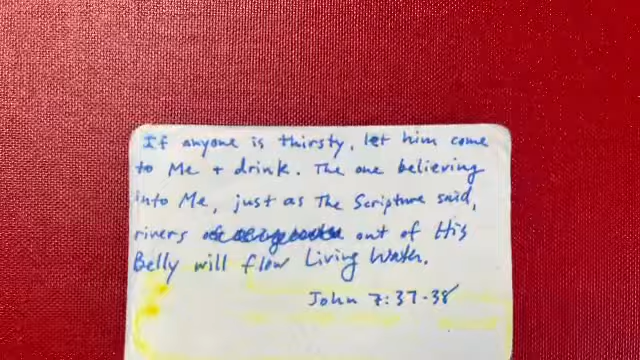 If anyone is thirsty, let him come
to Me + drink. The one believing
into Me, just as The Scripture said,
rivers out of His
Belly will flow Living Water.
John 7:37-38